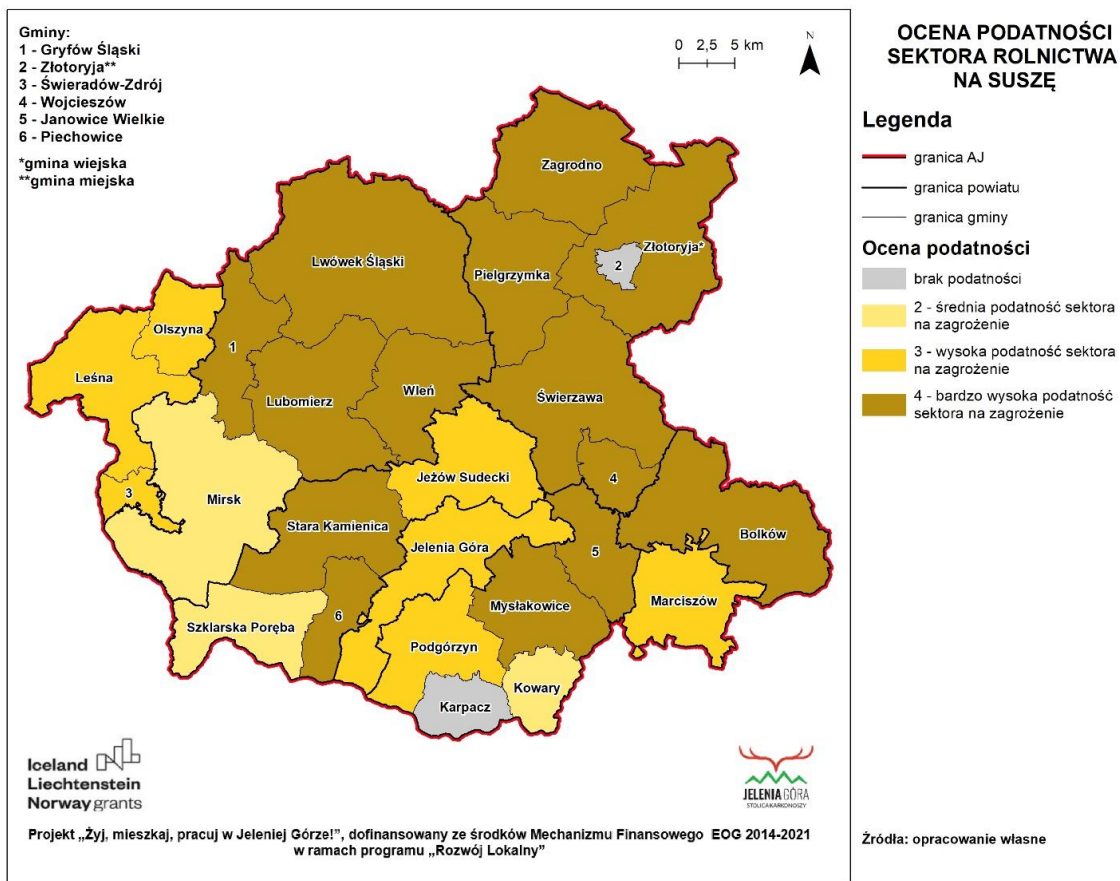 Gminy:
1 - Gryfów Śląski
2 - Złotoryja**
3 - Świeradów-Zdrój
4 - Wojcieszów
5 - Janowice Wielkie
6 - Piechowice
*gmina wiejska
**gmina miejska
0 2,5 5 km
N
Zagrodno
Złotoryja*
2
Lwówek Śląski
Pielgrzymka
Olszyna
1
Leśna
Wleń
Lubomierz
Świerzawa
4
Jeżów Sudecki
3
Mirsk
Stara Kamienica
Bolków
Jelenia Góra
5
Marciszów
Mysłakowice
6
Szklarska Poręba
Podgórzyn
Kowary
Karpacz
Iceland
Liechtenstein
Norway grants
JELENIA GÓRA
STOLICA KARKONOSZY
Projekt „Żyj, mieszkaj, pracuj w Jeleniej Górze!”, dofinansowany ze środków Mechanizmu Finansowego EOG 2014-2021
w ramach programu „Rozwój Lokalny”
OCENA PODATNOŚCI
SEKTORA ROLNICTWA
NA SUSZĘ
Legenda
granica AJ
granica powiatu
granica gminy
Ocena podatności
brak podatności
2 - średnia podatność sektora
na zagrożenie
3 - wysoka podatność sektora
na zagrożenie
4 - bardzo wysoka podatność
sektora na zagrożenie
Źródła: opracowanie własne